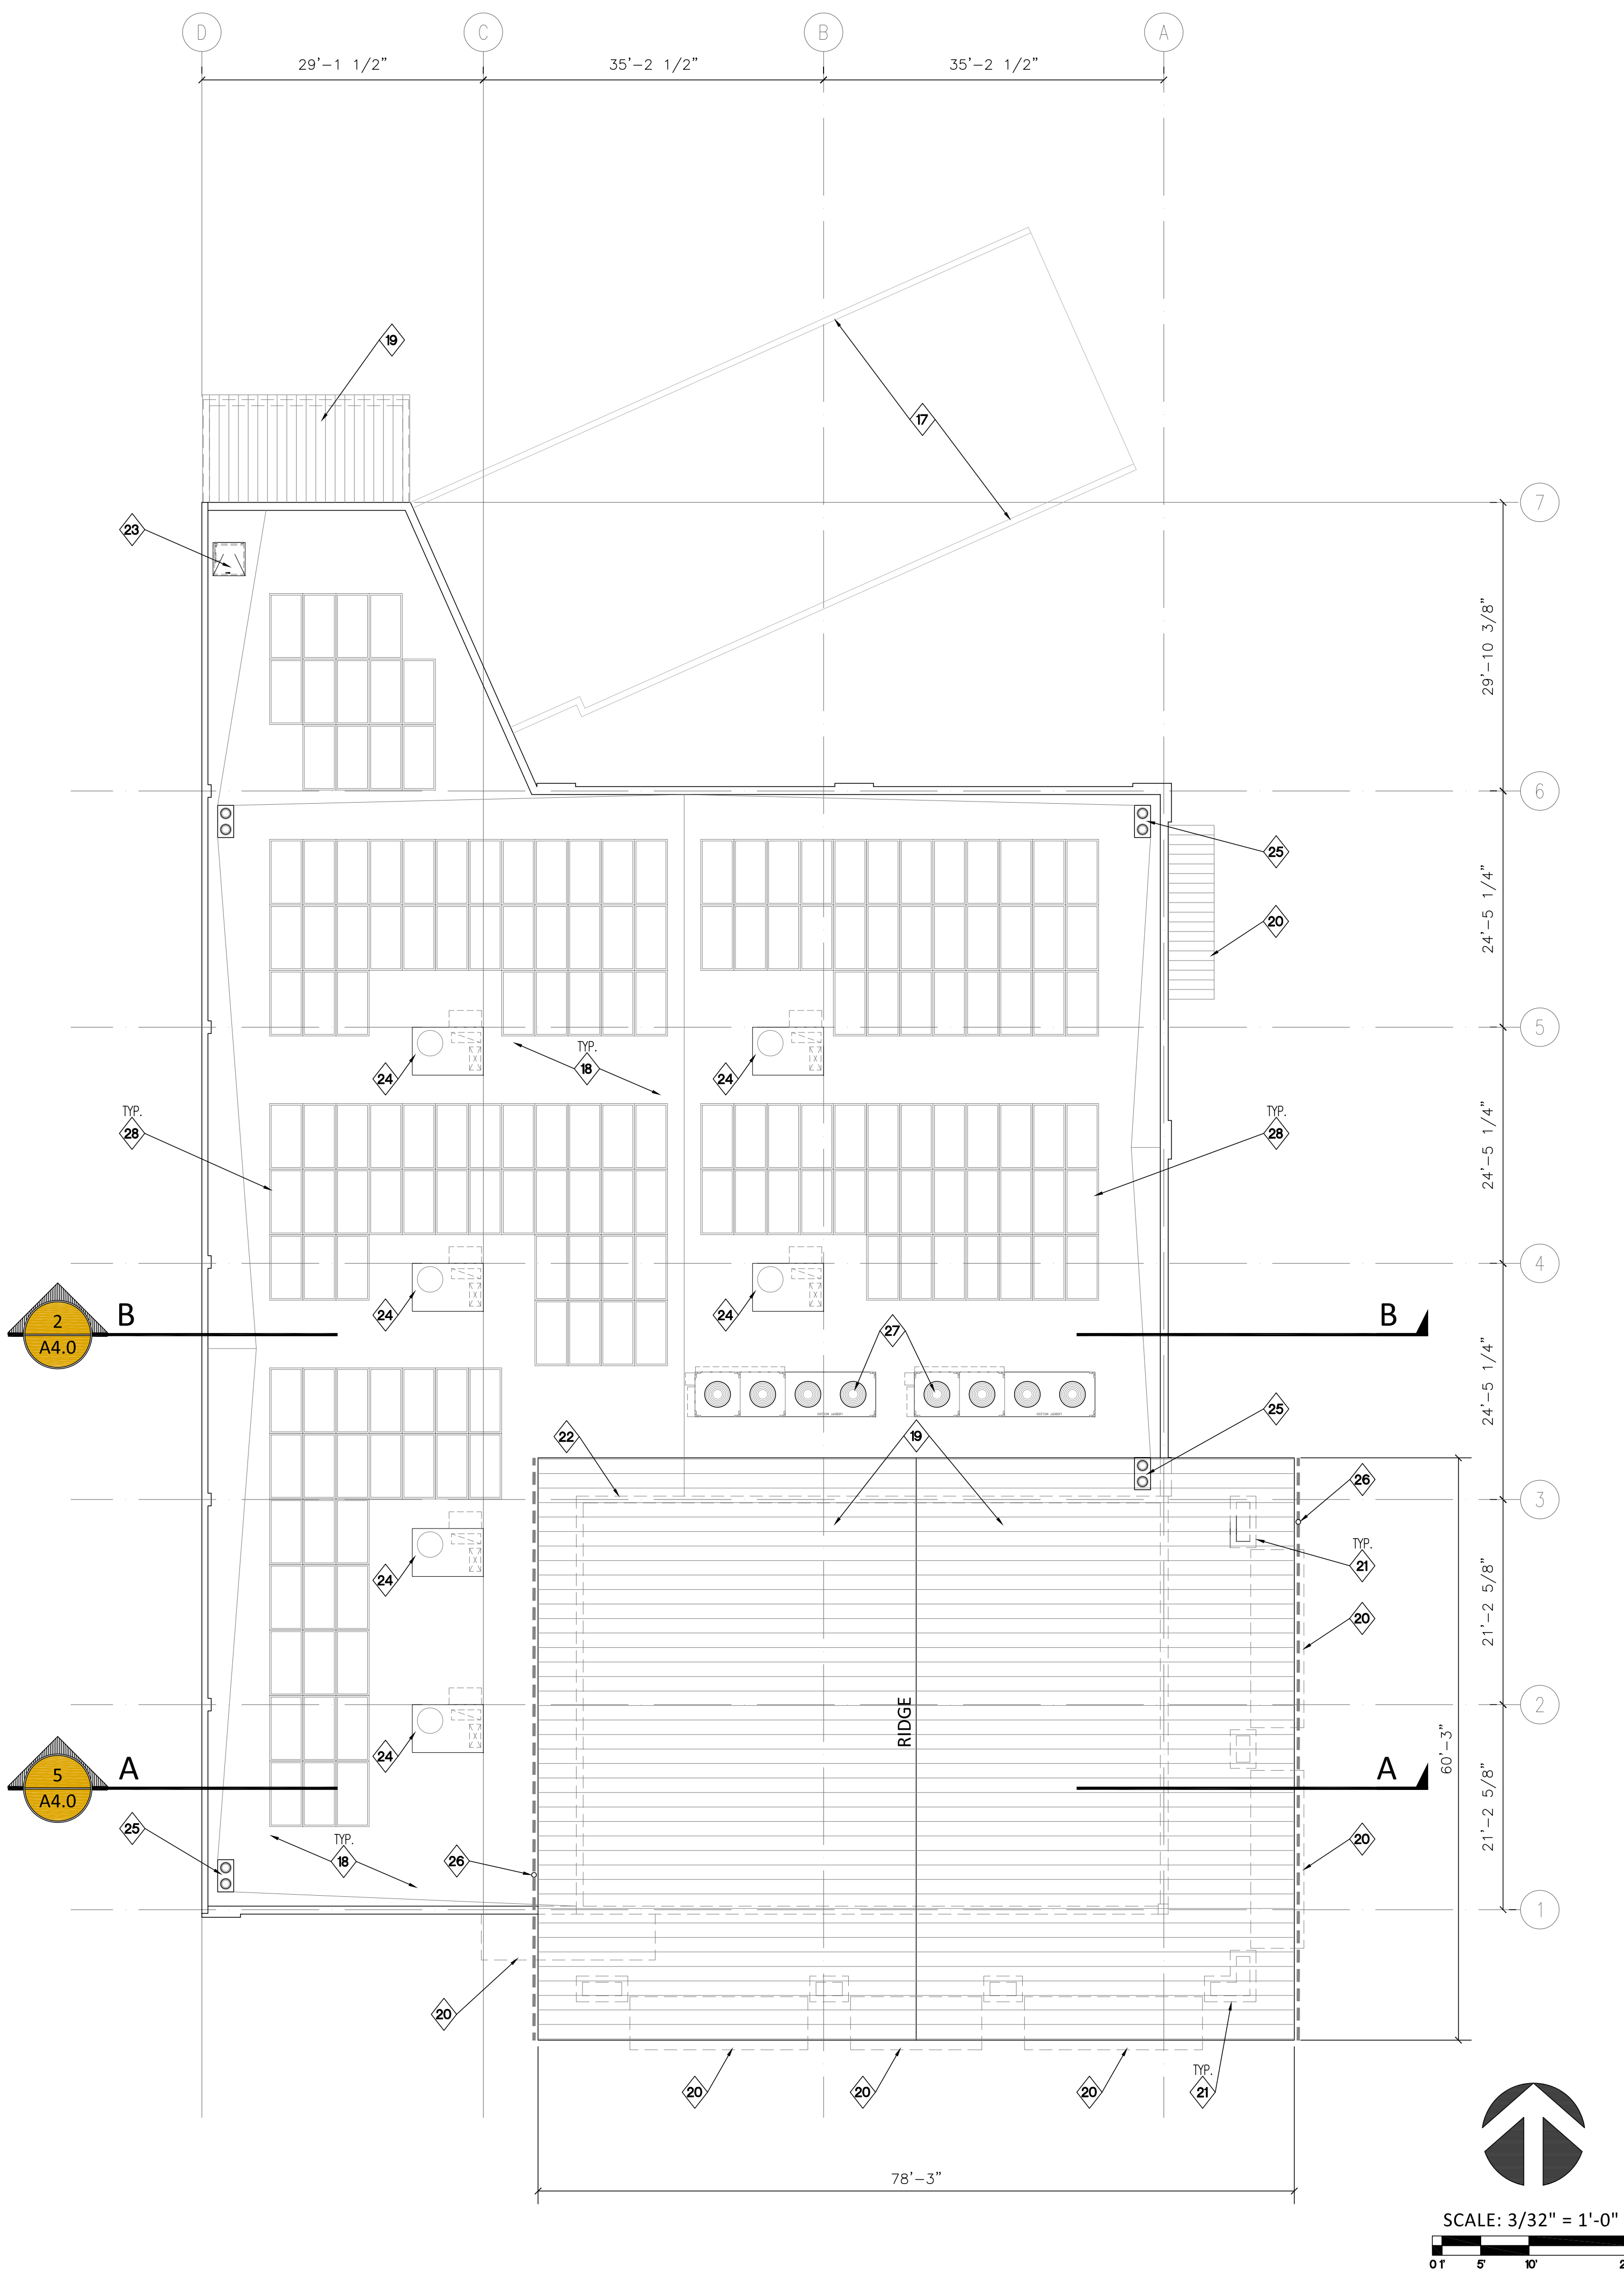 D
C
B
A
29'-1 1/2"
35'-2 1/2"
35'-2 1/2"
19
17
23
7
29'-10 3/8"
6
25
24'-5 1/4"
20
5
TYP.
18
24
24
TYP.
28
TYP.
28
24'-5 1/4"
4
24
24
2
A4.0
B
B
27
24'-5 1/4"
25
22
19
26
3
TYP.
21
24
21'-2 5/8"
20
2
RIDGE
60'-3"
24
5
A4.0
A
A
21'-2 5/8"
25
20
TYP.
18
26
1
20
20
20
20
TYP.
21
78'-3"
SCALE: 3/32" = 1'-0"
0 1' 5' 10'